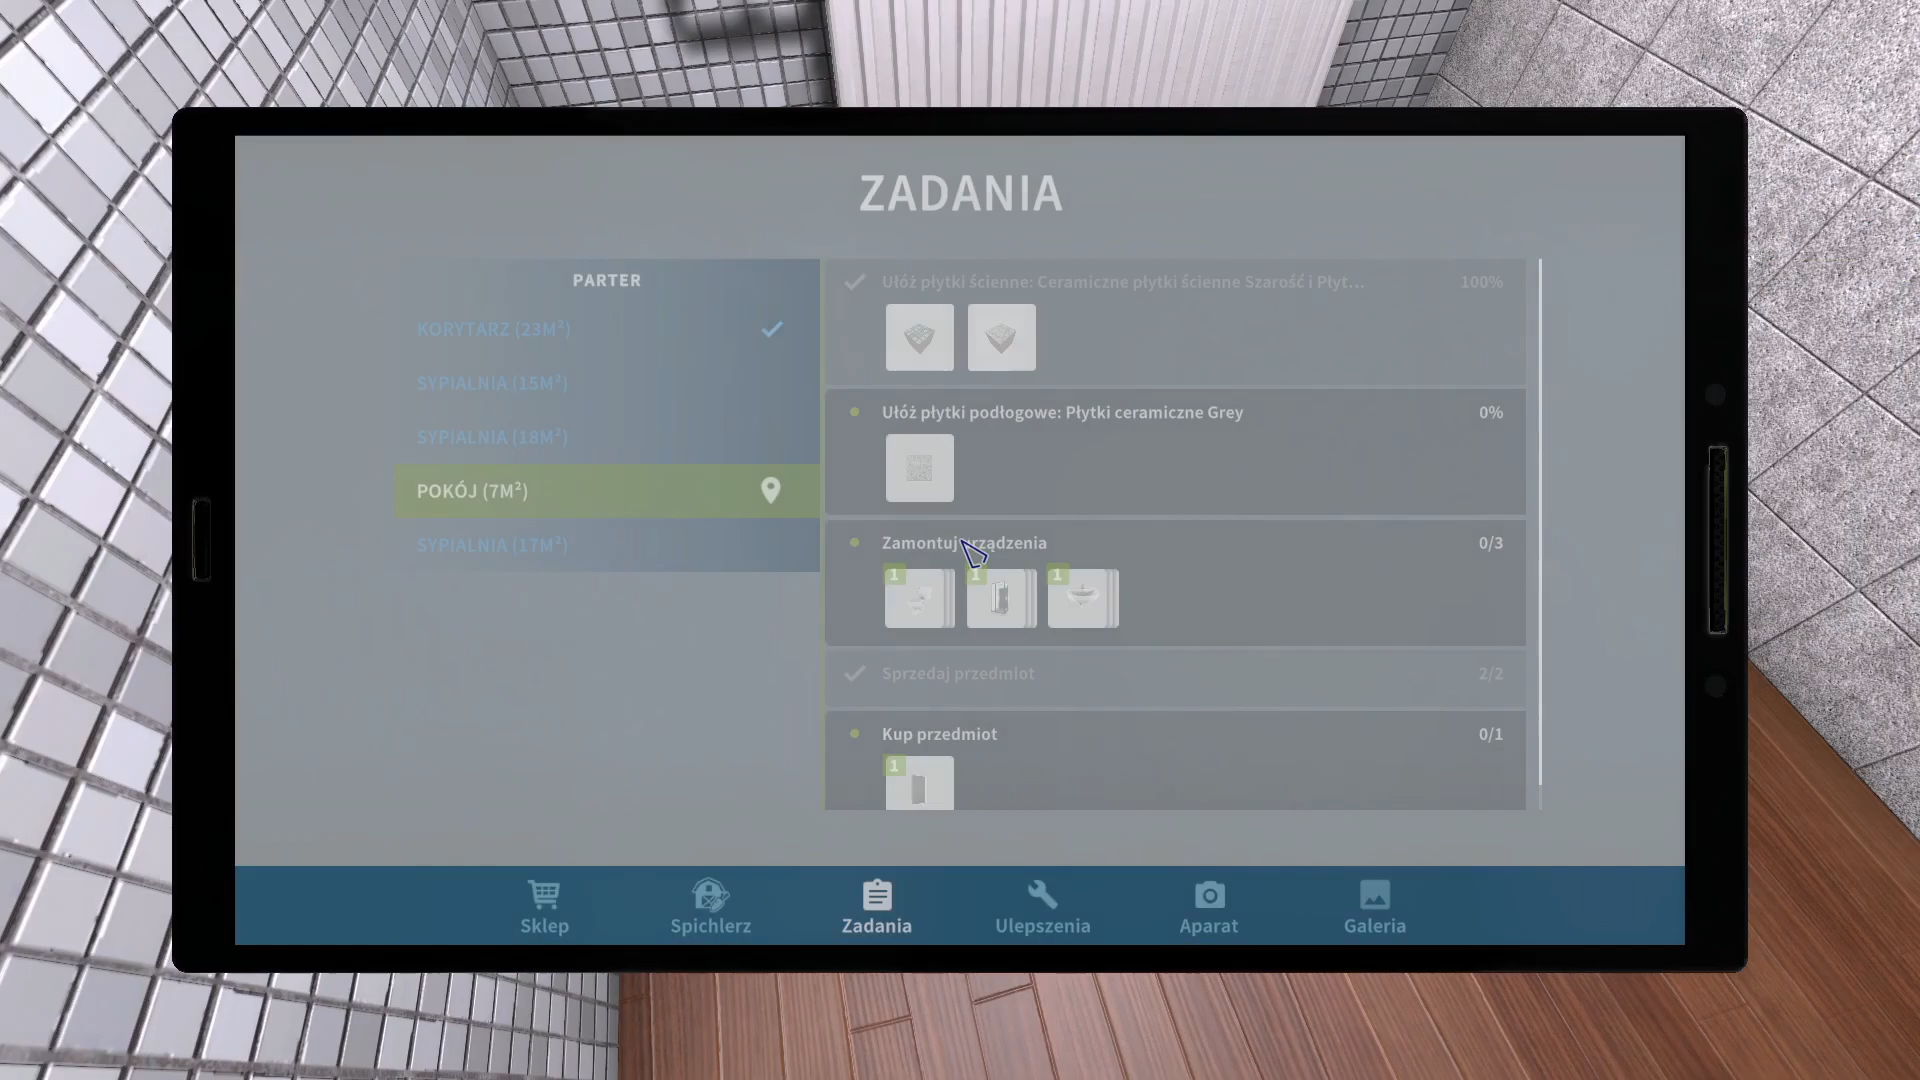 ZADANIA
PARTER
KORYTARZ (23M²)
SYPIALNIA (15M²)
SYPIALNIA (18M²)
POKÓJ (7M²)
SYPIALNIA (17M²)
Ułóż płytki ścienne: Ceramiczne płytki ścienne Szarość i Płyt... 100%
Ułóż płytki podłogowe: Płytki ceramiczne Grey 0%
Zamontuj urządzenia 0/3
1 1 1
Sprzedaj przedmiot 2/2
Kup przedmiot 0/1
1
Sklep Spichlerz Zadania Ulepszenia Aparat Galeria